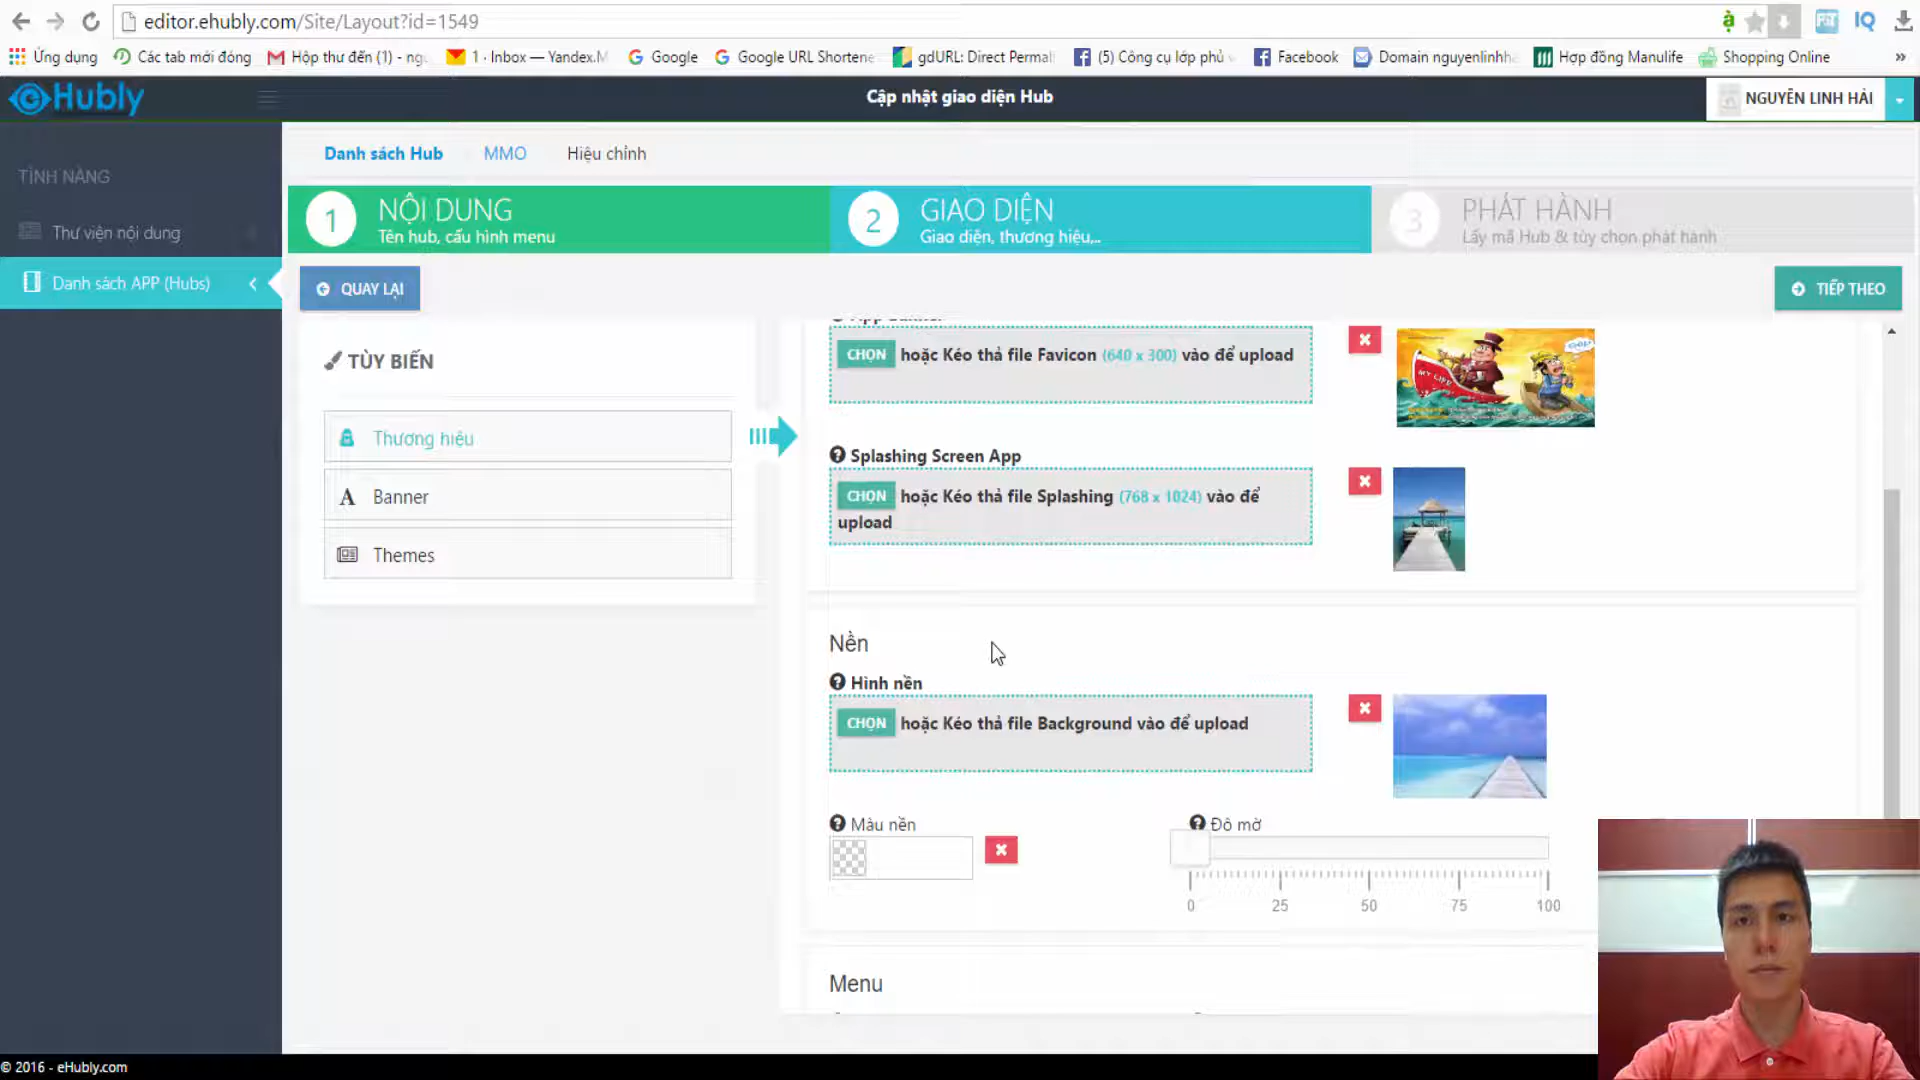 editor.ehubly.com/Site/Layout?id=1549
Ứng dụng
Các tab mới đóng
Hộp thư đến (1) - ngu
1 · Inbox — Yandex.M
Google
Google URL Shortene
gdURL: Direct Permal
(5) Công cụ lớp phủ v
Facebook
Domain nguyenlinhha
Hợp đồng Manulife
Shopping Online
»
eHubly
Cập nhật giao diện Hub
NGUYỄN LINH HẢI
TÍNH NĂNG
Thư viện nội dung
Danh sách APP (Hubs)
Danh sách Hub
MMO
Hiệu chỉnh
1
NỘI DUNG
Tên hub, cấu hình menu
2
GIAO DIỆN
Giao diện, thương hiệu,..
3
PHÁT HÀNH
Lấy mã Hub & tùy chọn phát hành
QUAY LẠI
TIẾP THEO
TÙY BIẾN
Thương hiệu
Banner
Themes
App Banner
CHỌN hoặc Kéo thả file Favicon (640 x 300) vào để upload
MY LIFE
Splashing Screen App
CHỌN hoặc Kéo thả file Splashing (768 x 1024) vào để
upload
Nền
Hình nền
CHỌN hoặc Kéo thả file Background vào để upload
Màu nền
Độ mờ
0 25 50 75 100
Menu
© 2016 - eHubly.com